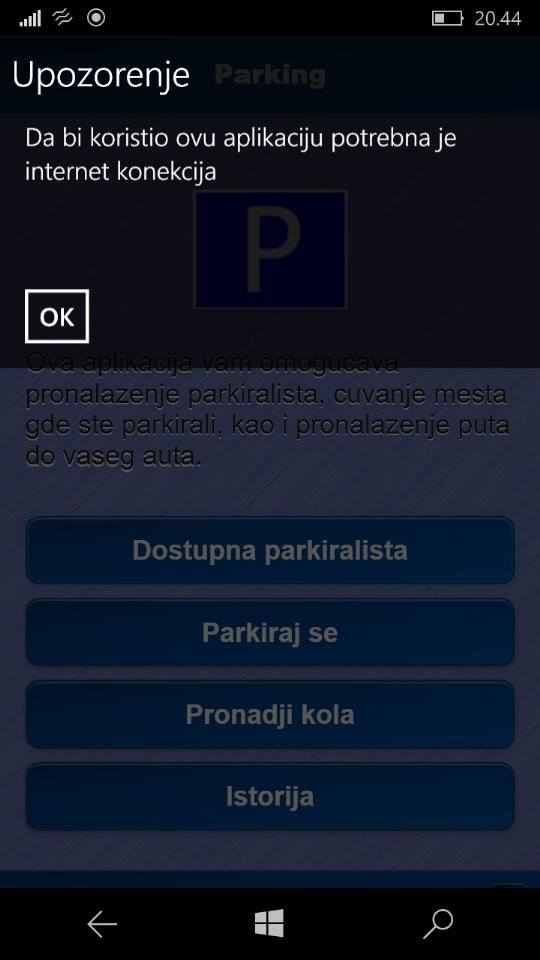 20.44
Upozorenje
Parking
Da bi koristio ovu aplikaciju potrebna je
internet konekcija
P
OK
Ova aplikacija vam omogucava
pronalazenje parkiralista, cuvanje mesta
gde ste parkirali, kao i pronalaženje puta
do vaseg auta.
Dostupna parkiralista
Parkiraj se
Pronadji kola
Istorija